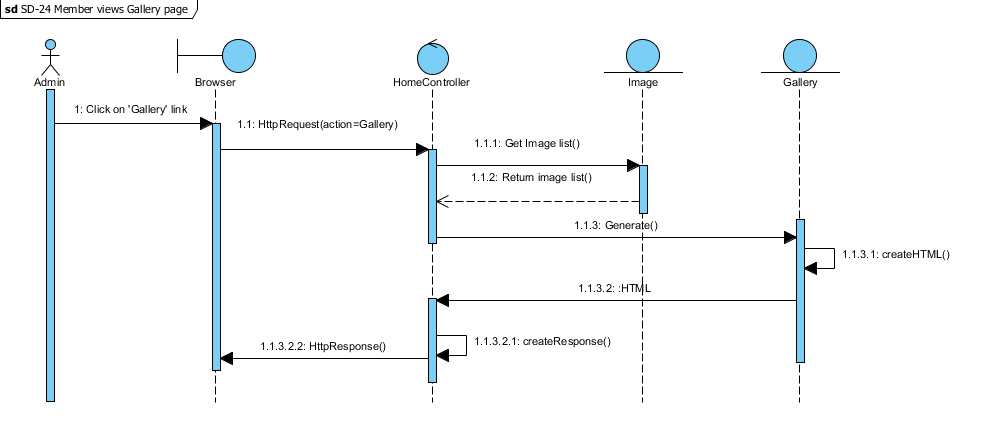 sd SD-24 Member views Gallery page
Admin
Browser
HomeController
Image
Gallery
1: Click on 'Gallery' link
1.1: HttpRequest(action=Gallery)
1.1.1: Get Image list()
1.1.2: Return image list()
1.1.3: Generate()
1.1.3.1: createHTML()
1.1.3.2: :HTML
1.1.3.2.1: createResponse()
1.1.3.2.2: HttpResponse()